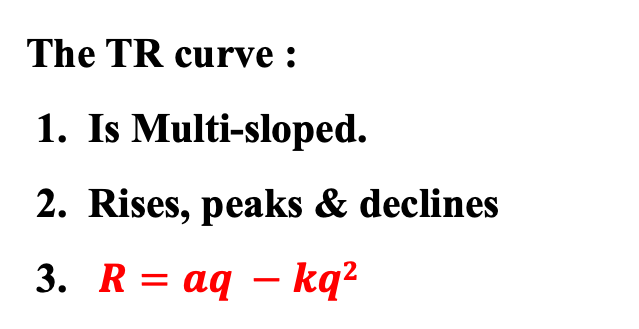 The TR curve :
1. Is Multi-sloped.
2. Rises, peaks & declines
3. R = aq − kq²